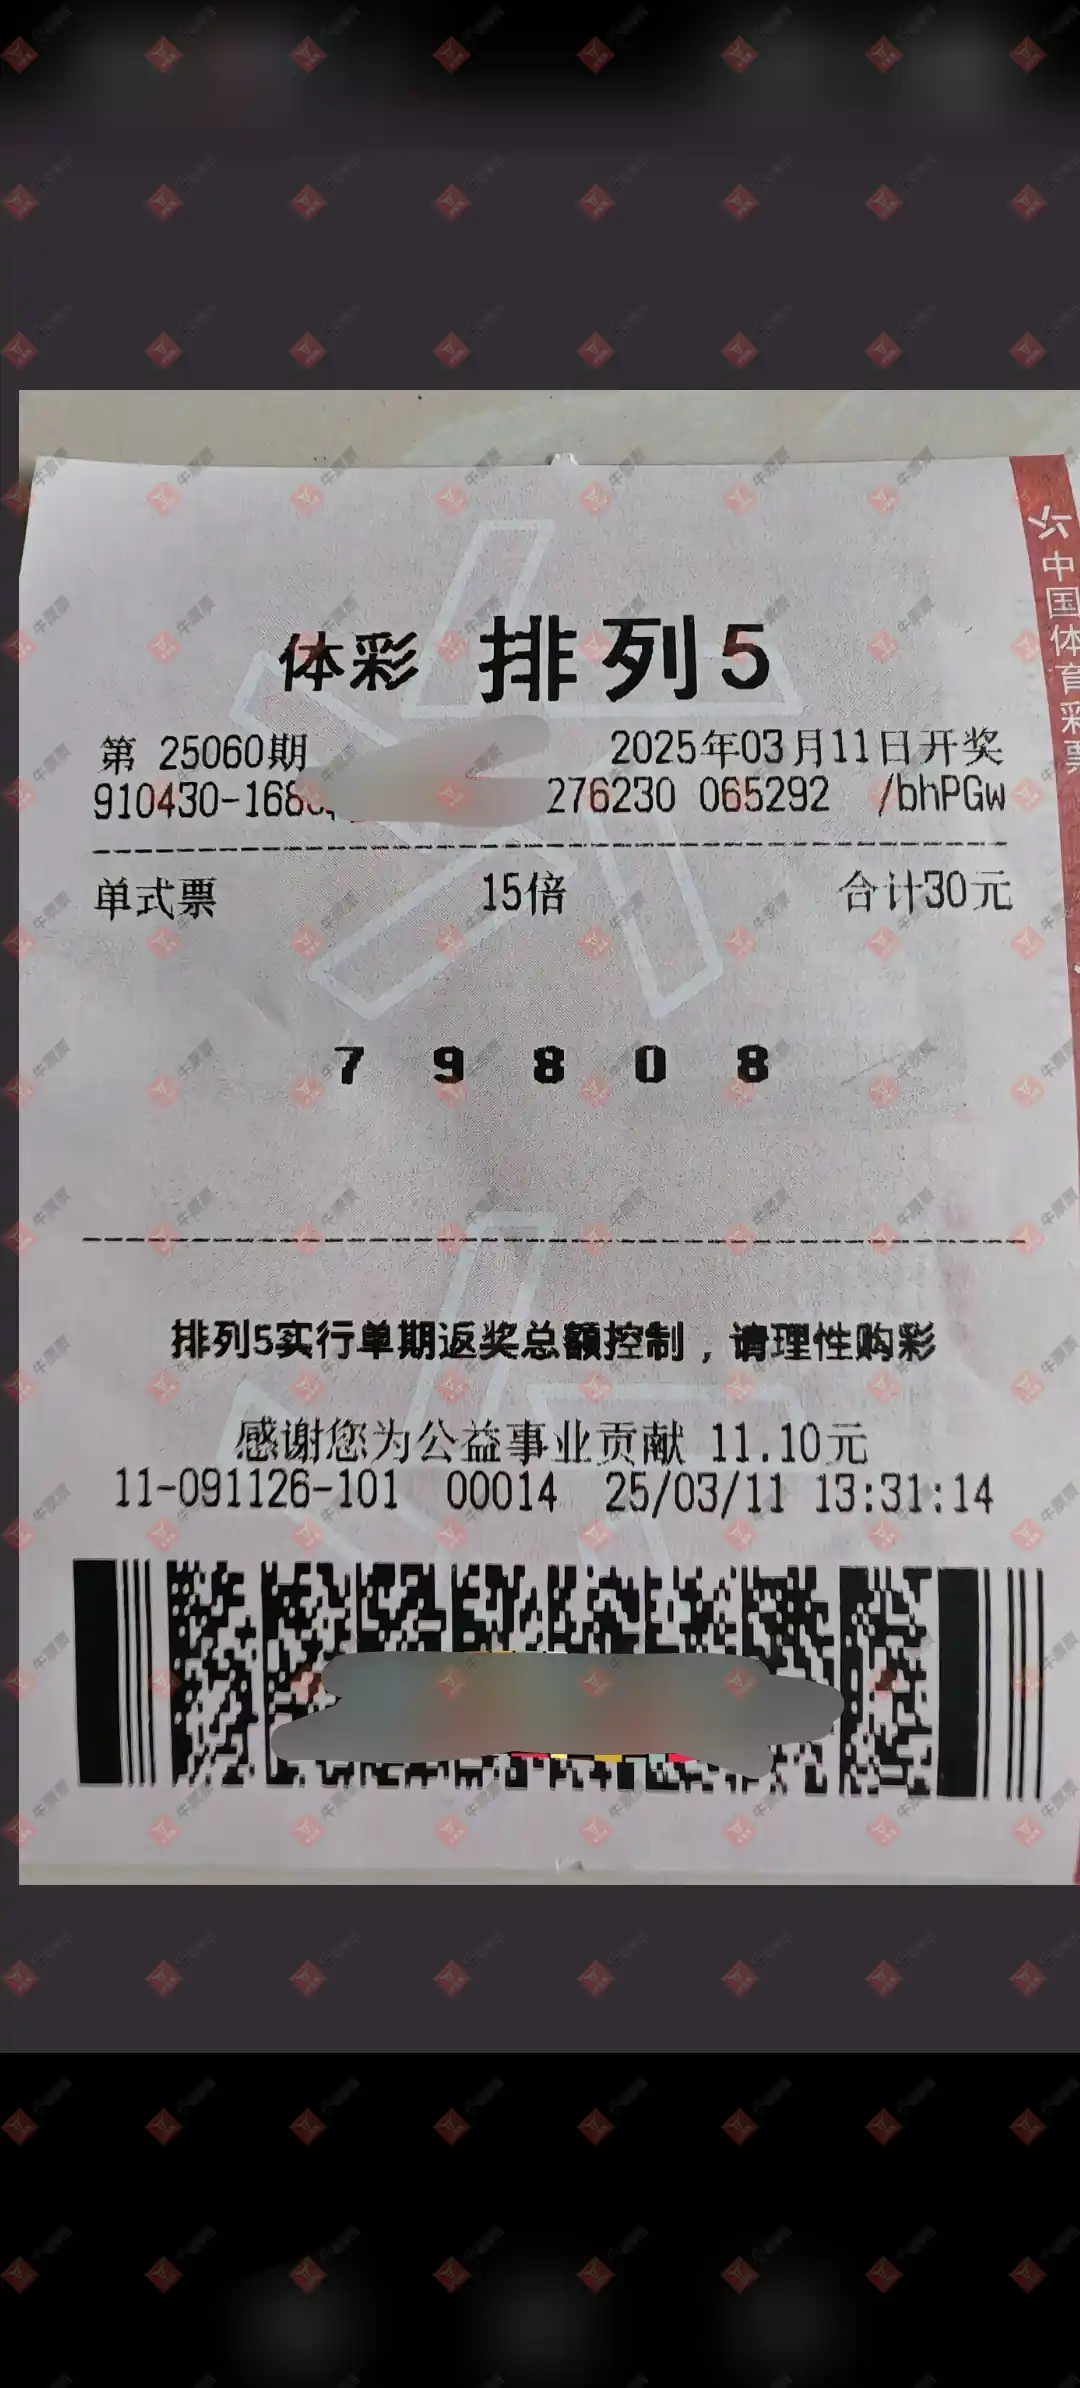 体彩 排列5
第 25060期 2025年03月11日开奖
910430-168 276230 065292 /bhPGw
单式票 15倍 合计30元
7 9 8 0 8
排列5实行单期返奖总额控制，请理性购彩
感谢您为公益事业贡献 11.10元
11-091126-101 00014 25/03/11 13:31:14
中国体育彩票
牛票票